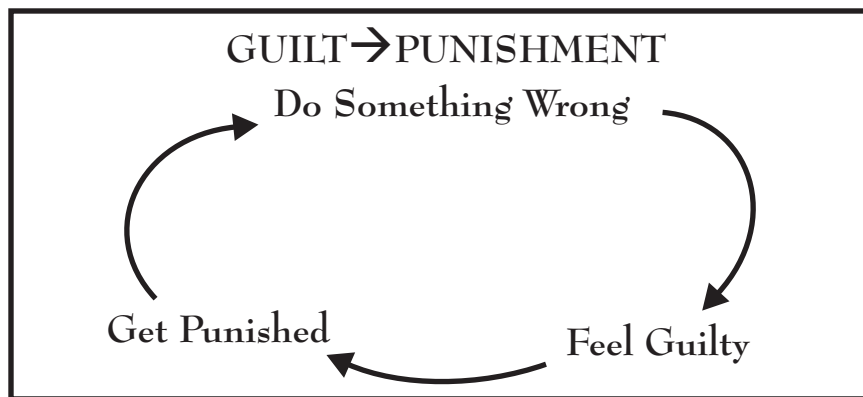 GUILT➔PUNISHMENT
Do Something Wrong
Get Punished
Feel Guilty